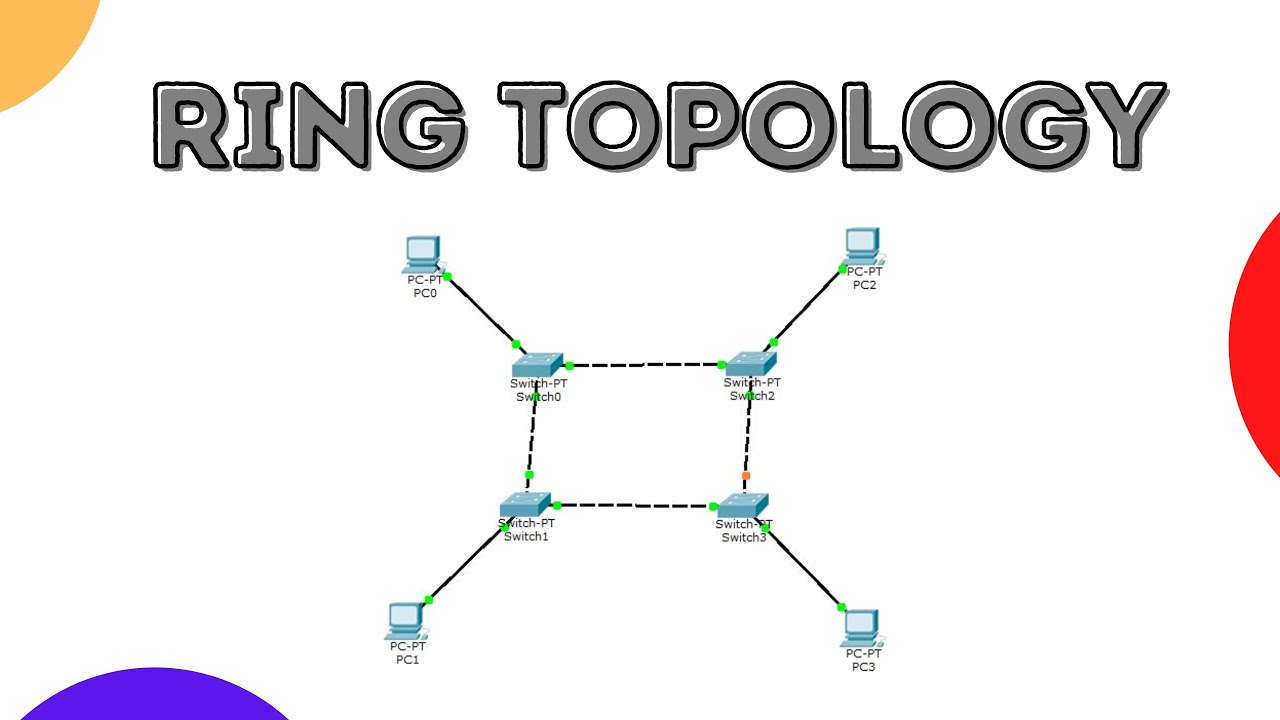 RING TOPOLOGY
PC-PT
PC0
PC-PT
PC2
Switch-PT
Switch0
Switch-PT
Switch2
Switch-PT
Switch1
Switch-PT
Switch3
PC-PT
PC1
PC-PT
PC3